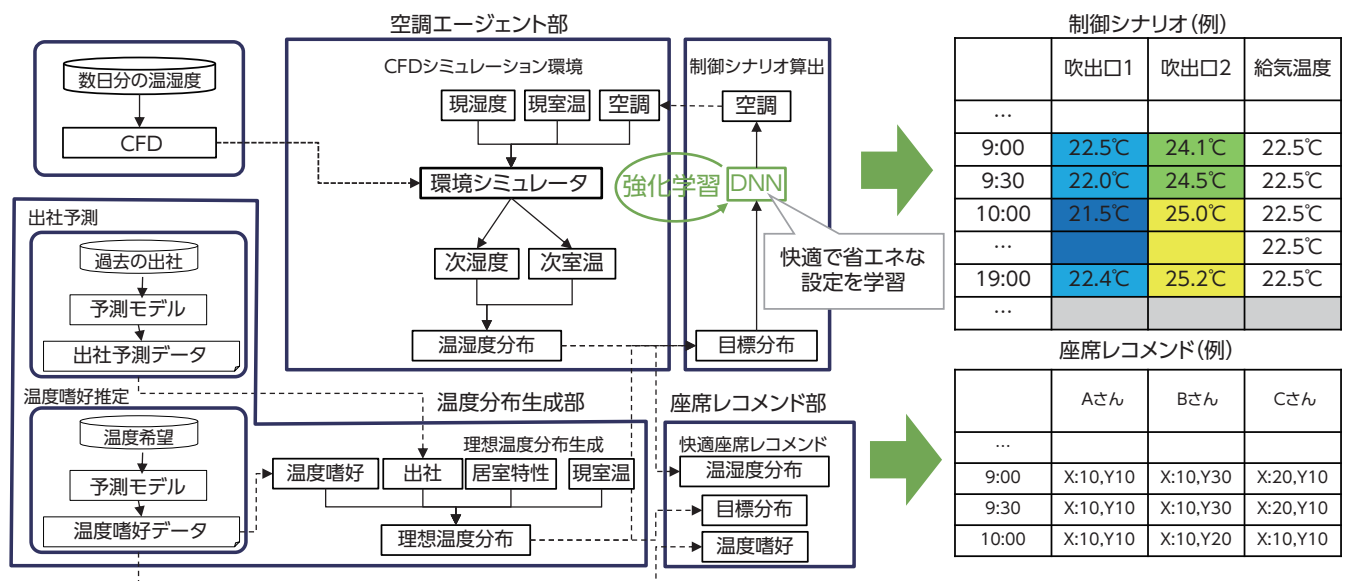 空調エージェント部
数日分の温湿度
CFD
CFDシミュレーション環境
現湿度
現室温
空調
環境シミュレータ
次湿度
次室温
温湿度分布
制御シナリオ算出
空調
強化学習
DNN
快適で省エネな
設定を学習
目標分布
出社予測
過去の出社
予測モデル
出社予測データ
温度嗜好推定
温度希望
予測モデル
温度嗜好データ
温度分布生成部
理想温度分布生成
温度嗜好
出社
居室特性
現室温
理想温度分布
座席レコメンド部
快適座席レコメンド
温湿度分布
目標分布
温度嗜好
制御シナリオ(例)
吹出口1 吹出口2 給気温度
…
9:00 22.5℃ 24.1℃ 22.5℃
9:30 22.0℃ 24.5℃ 22.5℃
10:00 21.5℃ 25.0℃ 22.5℃
… 22.5℃
19:00 22.4℃ 25.2℃ 22.5℃
…
座席レコメンド(例)
Aさん Bさん Cさん
…
9:00 X:10,Y10 X:10,Y30 X:20,Y10
9:30 X:10,Y10 X:10,Y30 X:20,Y10
10:00 X:10,Y10 X:10,Y20 X:10,Y10